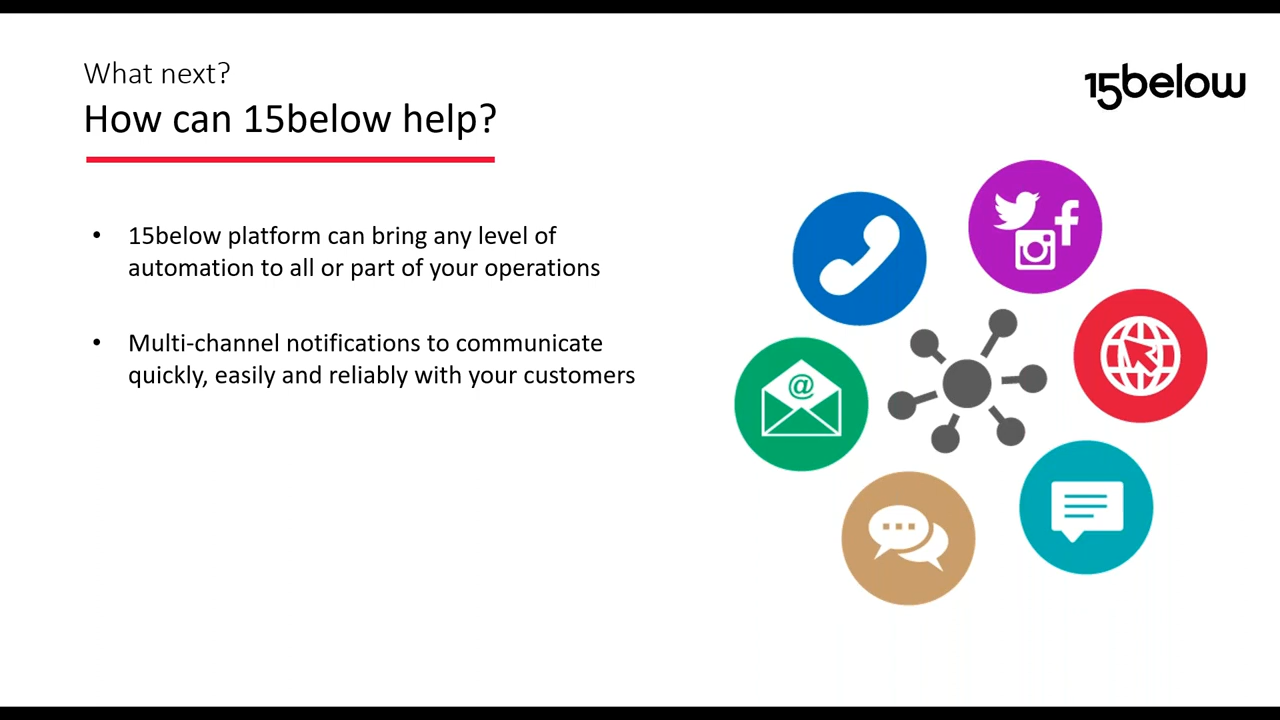 What next?
15below
How can 15below help?
• 15below platform can bring any level of
automation to all or part of your operations
• Multi-channel notifications to communicate
quickly, easily and reliably with your customers
@
f